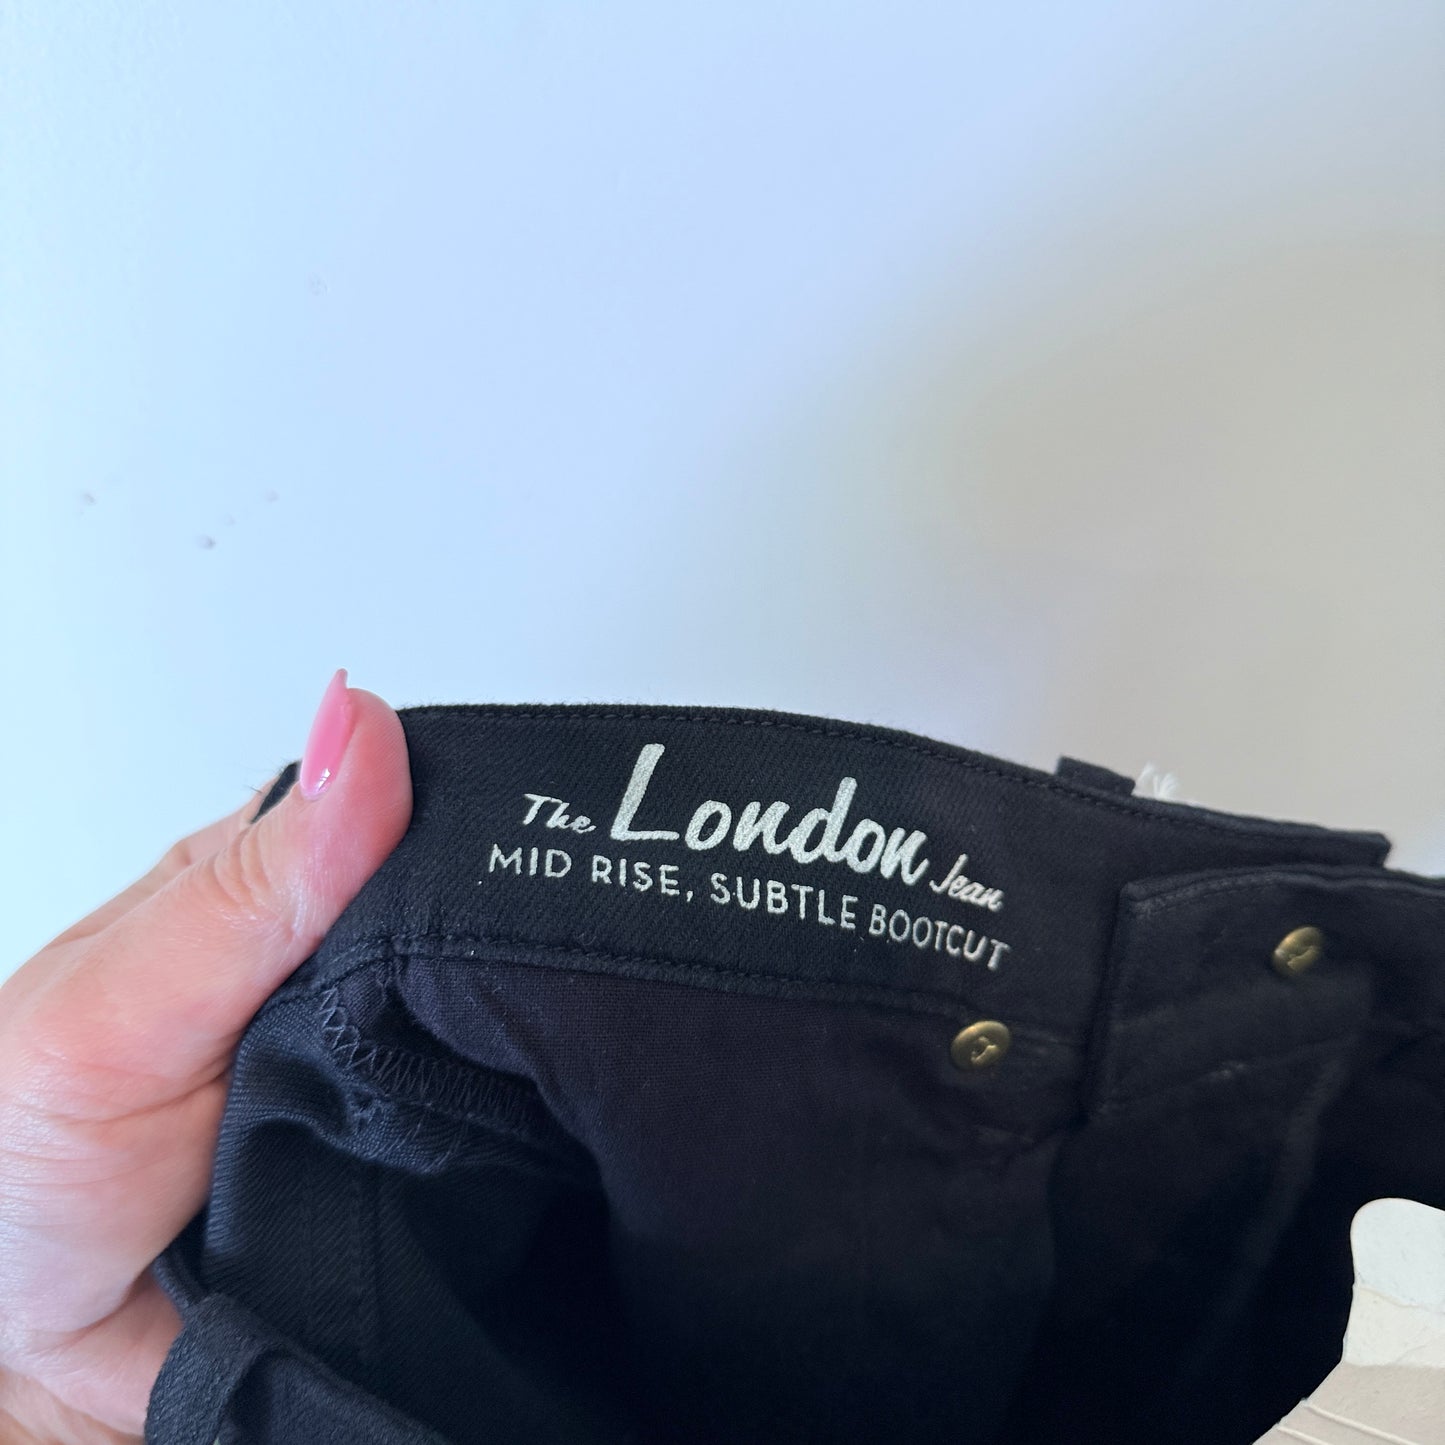 The London Jean
MID RISE, SUBTLE BOOTCUT